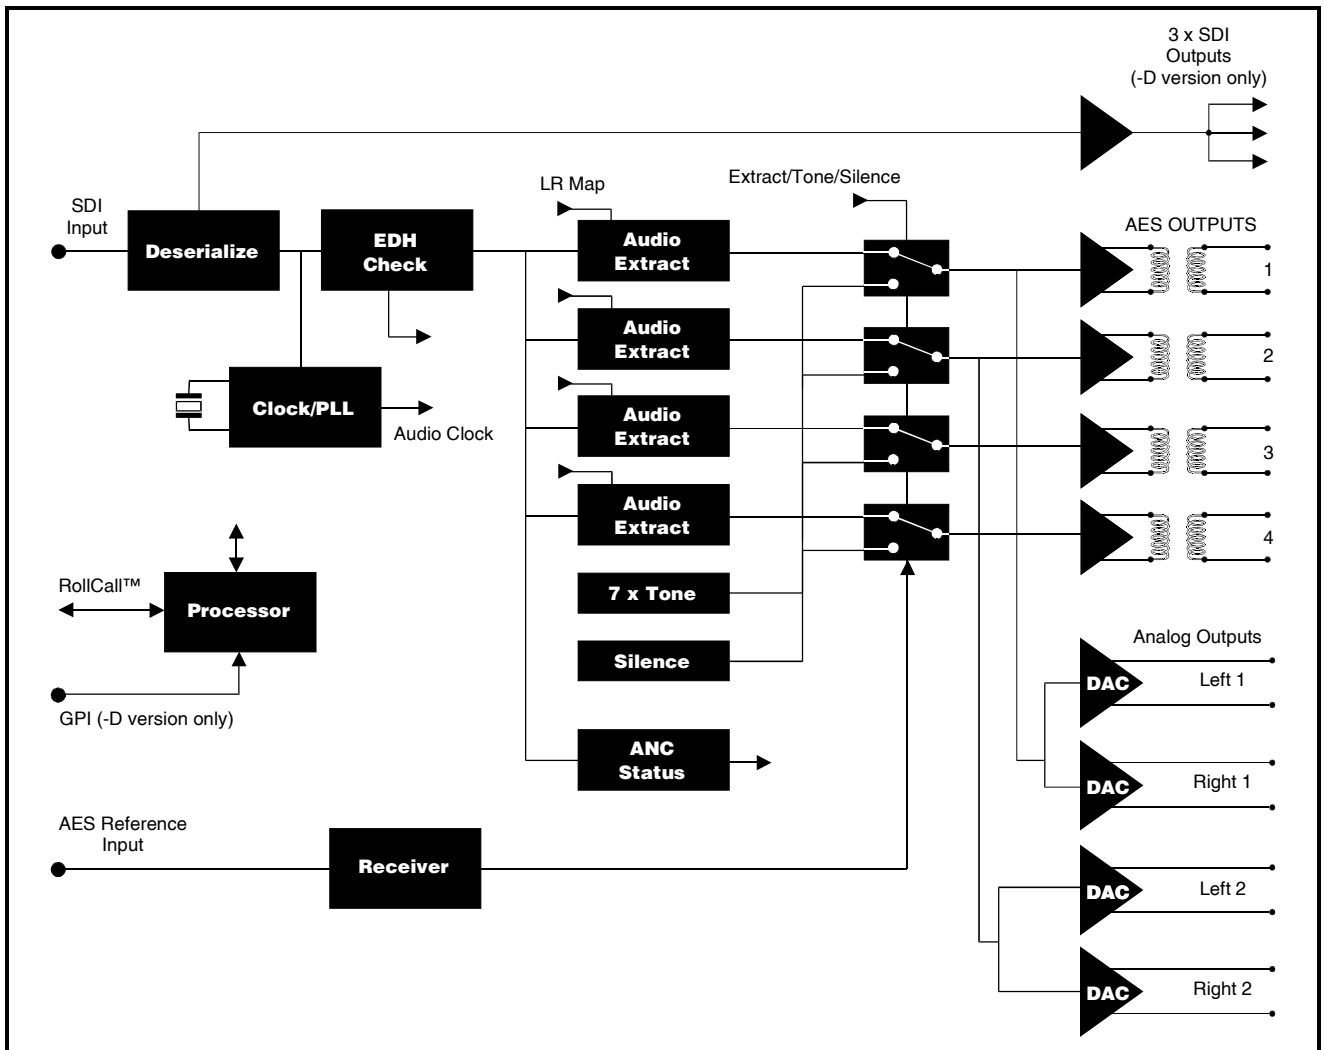 3 x SDI
Outputs
(-D version only)
SDI
Input
Deserialize
EDH
Check
LR Map
Audio
Extract
Extract/Tone/Silence
AES OUTPUTS
1
Audio
Extract
2
Clock/PLL
Audio Clock
Audio
Extract
3
Audio
Extract
4
RollCall™
Processor
7 x Tone
Silence
GPI (-D version only)
ANC
Status
Analog Outputs
DAC
Left 1
DAC
Right 1
AES Reference
Input
Receiver
DAC
Left 2
DAC
Right 2